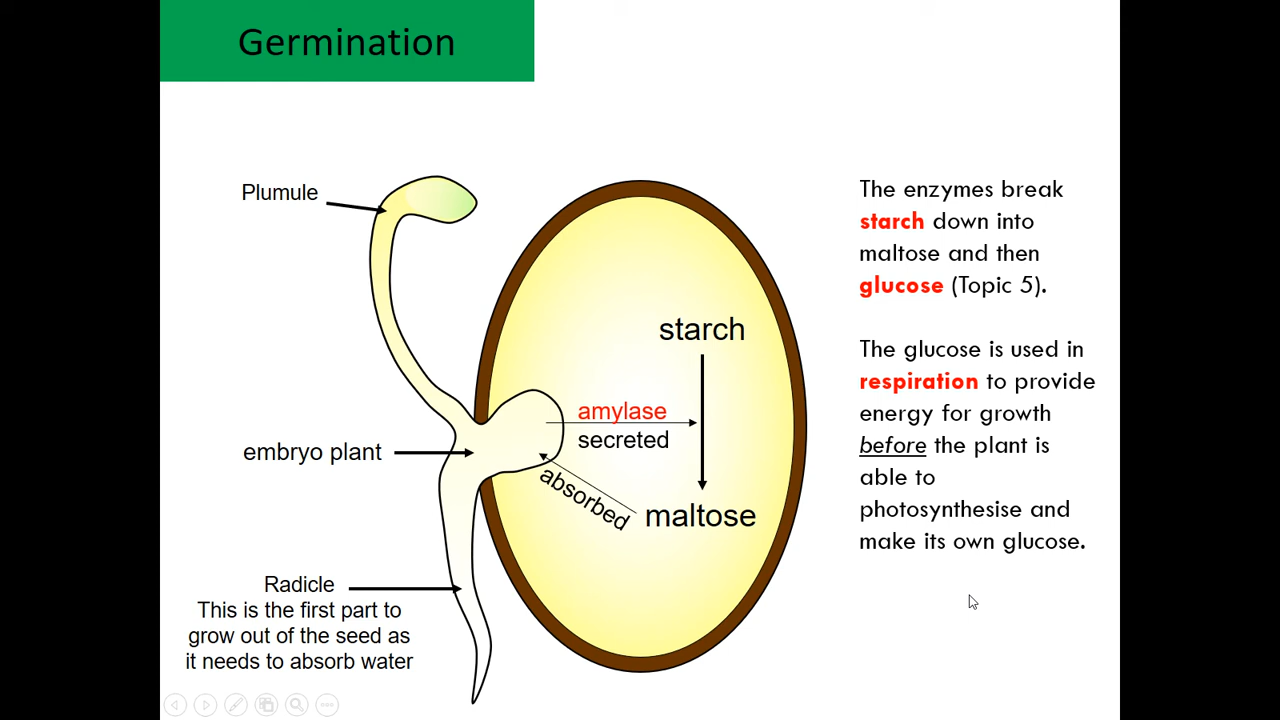 Germination
Plumule
embryo plant
Radicle
This is the first part to
grow out of the seed as
it needs to absorb water
starch
amylase
secreted
absorbed
maltose
The enzymes break
starch down into
maltose and then
glucose (Topic 5).
The glucose is used in
respiration to provide
energy for growth
before the plant is
able to
photosynthesise and
make its own glucose.